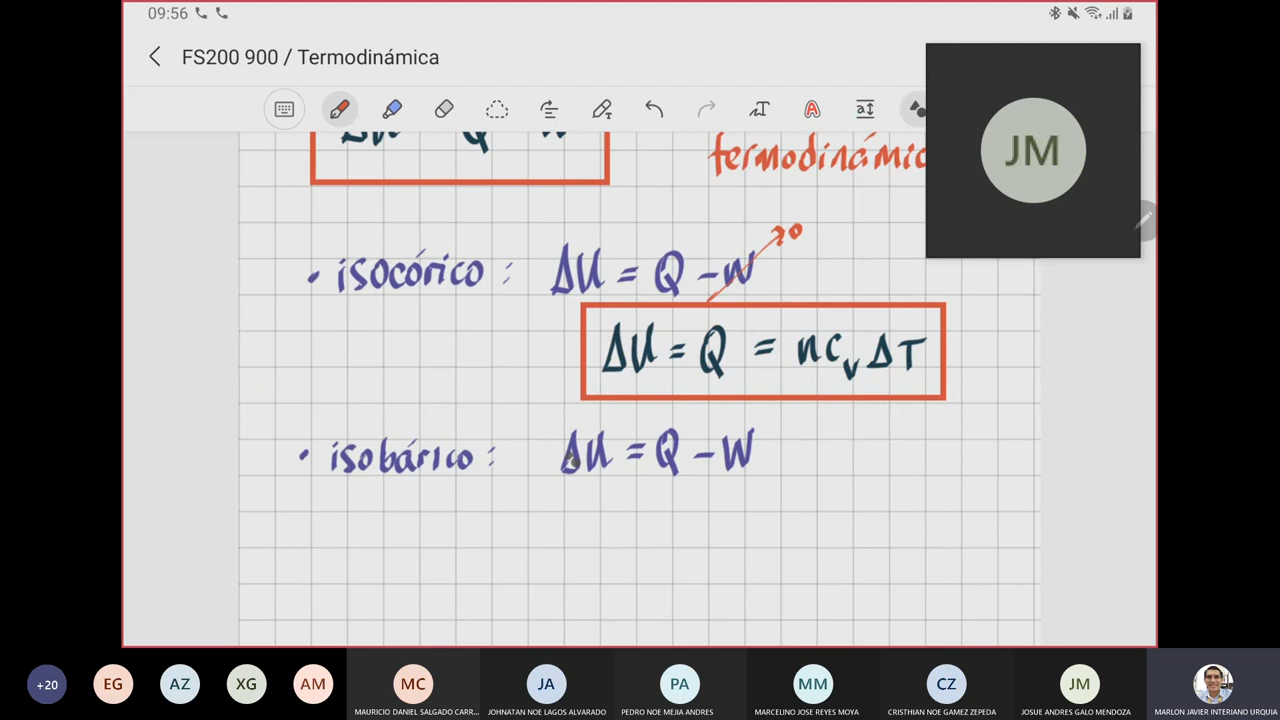 09:56
FS200 900 / Termodinámica
JM
ΔU = Q - W
termodinámic
• isocórico : ΔU = Q - W → 0
ΔU = Q = nc_v ΔT
• isobárico : ΔU = Q - W
+20 EG AZ XG AM MC JA PA MM CZ JM
MAURICIO DANIEL SALGADO CARR... JOHNATAN NOE LAGOS ALVARADO PEDRO NOE MEJIA ANDRES MARCELINO JOSE REYES MOYA CRISTHIAN NOE GAMEZ ZEPEDA JOSUE ANDRES GALO MENDOZA MARLON JAVIER INTERIANO URQUIA